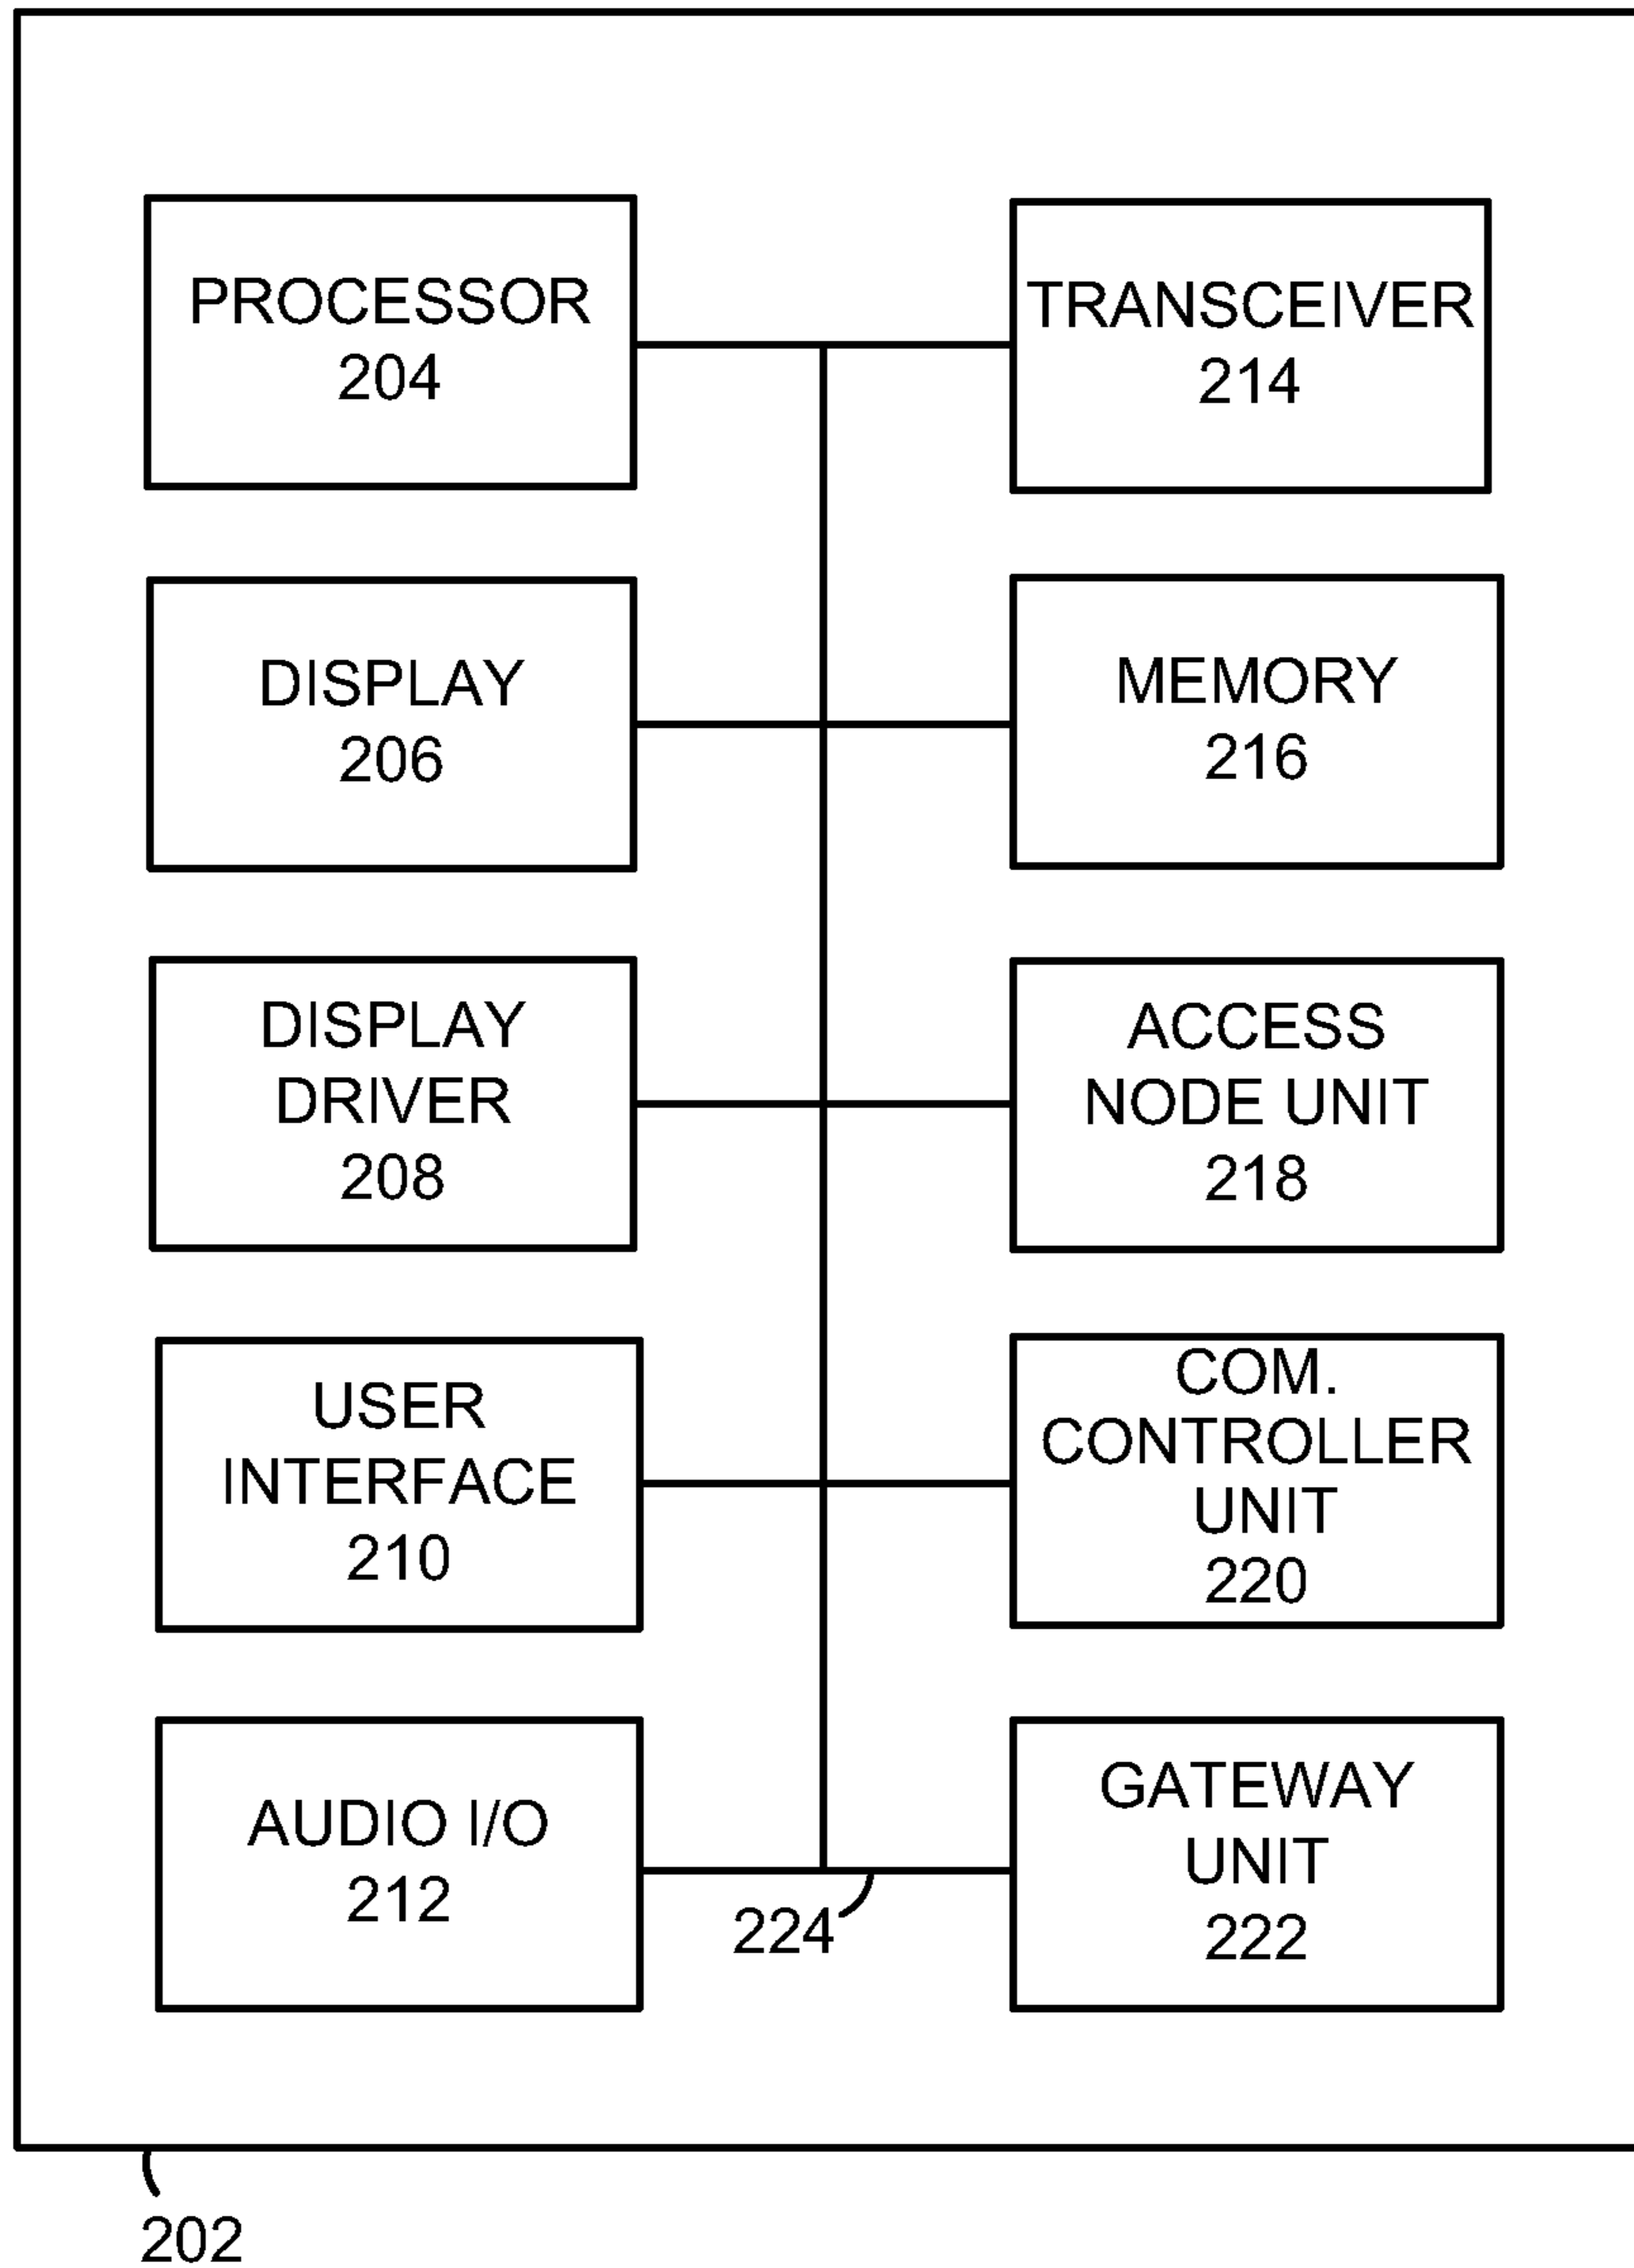 PROCESSOR
204
TRANSCEIVER
214
DISPLAY
206
MEMORY
216
DISPLAY
DRIVER
208
ACCESS
NODE UNIT
218
USER
INTERFACE
210
COM.
CONTROLLER
UNIT
220
AUDIO I/O
212
GATEWAY
UNIT
222
224
202